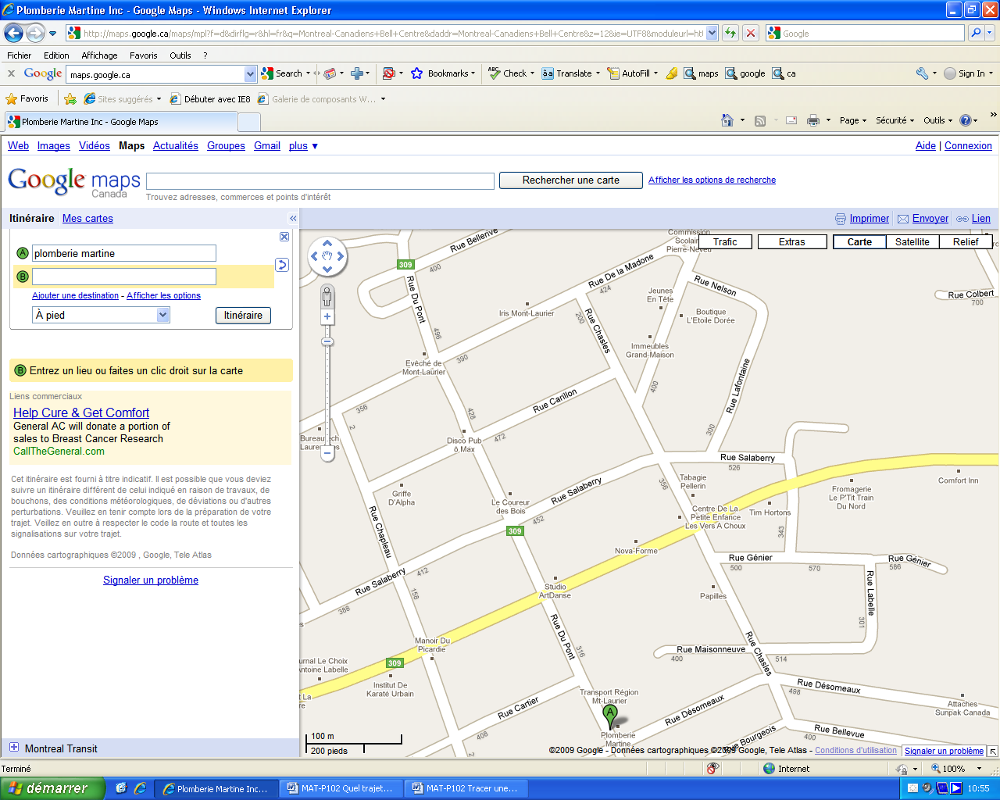 Plomberie Martine Inc - Google Maps - Windows Internet Explorer
http://maps.google.ca/maps/mpl?f=d&dirflg=r&hl=fr&q=Montreal-Canadiens+Bell+Centre&daddr=Montreal-Canadiens+Bell+Centre&z=12&ie=UTF8&moduleurl=htt
Google
Fichier Edition Affichage Favoris Outils ?
x Google maps.google.ca Search Bookmarks ABC Check Translate AutoFill maps google ca Sign In
Favoris Sites suggérés Débuter avec IE8 Galerie de composants W...
Plomberie Martine Inc - Google Maps
Page Sécurité Outils
Web Images Vidéos Maps Actualités Groupes Gmail plus ▼
Aide | Connexion
Google maps
Canada
Rechercher une carte
Afficher les options de recherche
Trouvez adresses, commerces et points d'intérêt
Itinéraire Mes cartes «
Imprimer Envoyer Lien
A plomberie martine
B
Ajouter une destination - Afficher les options
À pied
Itinéraire
B Entrez un lieu ou faites un clic droit sur la carte
Liens commerciaux
Help Cure & Get Comfort
General AC will donate a portion of
sales to Breast Cancer Research
CallTheGeneral.com
Cet itinéraire est fourni à titre indicatif. Il est possible que vous deviez
suivre un itinéraire différent de celui indiqué en raison de travaux, de
bouchons, des conditions météorologiques, de déviations ou d'autres
perturbations. Veuillez en tenir compte lors de la préparation de votre
trajet. Veillez en outre à respecter le code la route et toutes les
signalisations sur votre trajet.
Données cartographiques ©2009 , Google, Tele Atlas
Signaler un problème
Montreal Transit
Trafic
Extras
Carte
Satellite
Relief
Commission
Scolai
Pierre-Neveu
Rue Bellerive
400
309
Rue Du Pont
Rue De la Madone
424
Rue Nelson
Rue Colbert
700
Jeunes
En Tête
Iris Mont-Laurier
200
Rue Chasles
Boutique
L'Etoile Dorée
496
Immeubles
Grand-Maison
Evêché de
Mont-Laurier
390
400
Rue Lafontaine
356
Rue Carillon
428
2
300
Disco Pub
ô Max
472
Bureau
Rue Salaberry
526
Comfort Inn
Griffe
D'Alpha
Le Coureur
des Bois
Rue Salaberry
356
Tabagie
Pellerin
Fromagerie
Le P'Tit Train
Du Nord
Tim Hortons
Centre De La
Petite Enfance
Les Vers A Choux
452
309
343
Rue Chapleau
Nova-Forme
Rue Génier
500
570
Rue Génier
586
412
Rue Salaberry
388
158
Studio
ArtDanse
Papilles
Rue Labelle
301
Rue Du Pont
316
Manoir Du
Picardie
Rue Maisonneuve
400
514
Rue Chasles
309
urnal Le Choix
Antoine Labelle
Institut De
Karaté Urbain
Transport Région
Mt-Laurier
Rue Désomeaux
498
Rue Désomeaux
Rue Cartier
408
A
Plomberie
Martine
Attaches
Sunpak Canada
Rue Bourgeois
400
Rue Bellevue
100 m
200 pieds
©2009 Google - Données cartographiques ©2009 Google, Tele Atlas - Conditions d'utilisation
Signaler un problème
Terminé
Internet
100%
démarrer
Plomberie Martine Inc...
MAT-P102 Quel trajet...
MAT-P102 Tracer une...
10:55